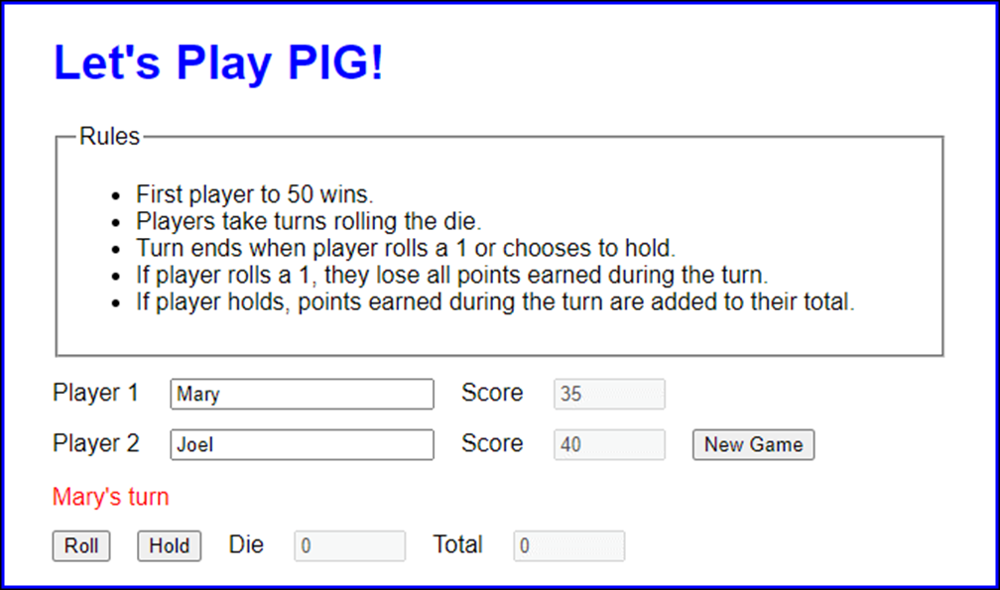 Let's Play PIG!
Rules
• First player to 50 wins.
• Players take turns rolling the die.
• Turn ends when player rolls a 1 or chooses to hold.
• If player rolls a 1, they lose all points earned during the turn.
• If player holds, points earned during the turn are added to their total.
Player 1 Mary Score 35
Player 2 Joel Score 40 New Game
Mary's turn
Roll Hold Die 0 Total 0